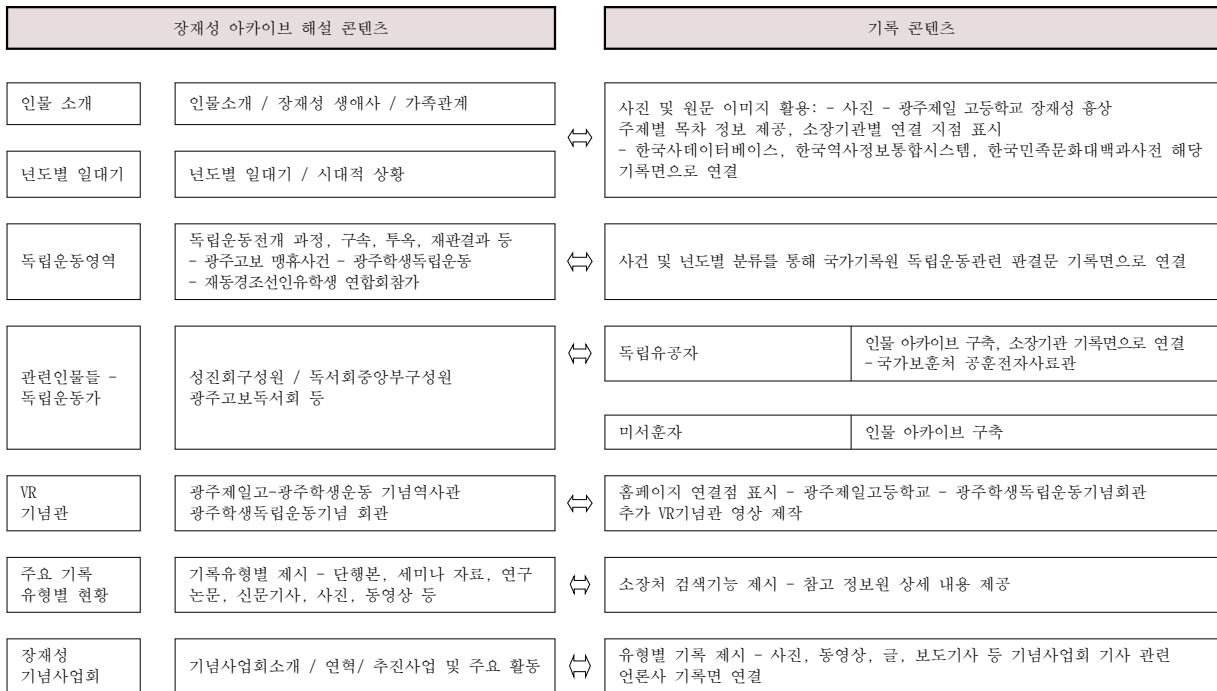 장재성 아카이브 해설 콘텐츠
기록 콘텐츠
인물 소개
인물소개 / 장재성 생애사 / 가족관계
년도별 일대기
년도별 일대기 / 시대적 상황
사진 및 원문 이미지 활용: - 사진 - 광주제일 고등학교 장재성 흉상
주제별 목차 정보 제공, 소장기관별 연결 지점 표시
- 한국사데이터베이스, 한국역사정보통합시스템, 한국민족문화대백과사전 해당
기록면으로 연결
독립운동영역
독립운동전개 과정, 구속, 투옥, 재판결과 등
- 광주고보 맹휴사건 - 광주학생독립운동
- 재동경조선인유학생 연합회참가
사건 및 년도별 분류를 통해 국가기록원 독립운동관련 판결문 기록면으로 연결
관련인물들 -
독립운동가
성진회구성원 / 독서회중앙부구성원
광주고보독서회 등
독립유공자
인물 아카이브 구축, 소장기관 기록면으로 연결
- 국가보훈처 공훈전자사료관
미서훈자
인물 아카이브 구축
VR
기념관
광주제일고-광주학생운동 기념역사관
광주학생독립운동기념 회관
홈페이지 연결점 표시 - 광주제일고등학교 - 광주학생독립운동기념회관
추가 VR기념관 영상 제작
주요 기록
유형별 현황
기록유형별 제시 - 단행본, 세미나 자료, 연구
논문, 신문기사, 사진, 동영상 등
소장처 검색기능 제시 - 참고 정보원 상세 내용 제공
장재성
기념사업회
기념사업회소개 / 연혁/ 추진사업 및 주요 활동
유형별 기록 제시 - 사진, 동영상, 글, 보도기사 등 기념사업회 기사 관련
언론사 기록면 연결